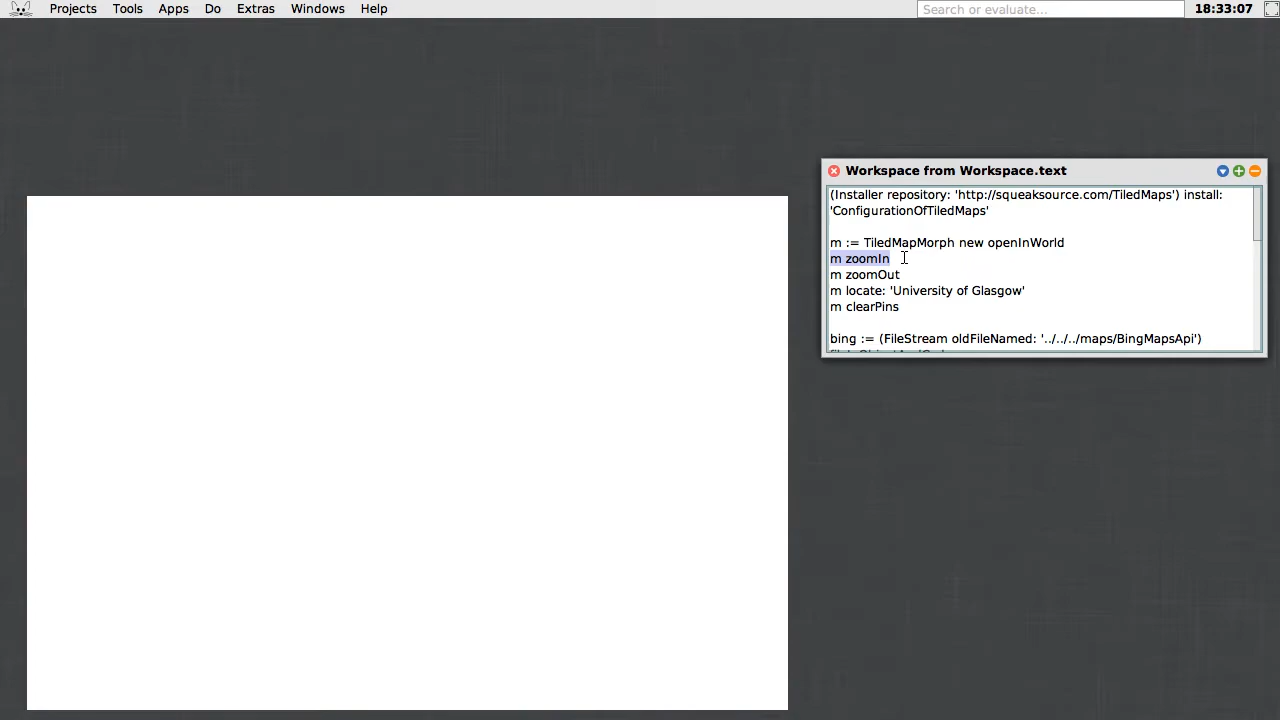 Projects Tools Apps Do Extras Windows Help Search or evaluate... 18:33:07
Workspace from Workspace.text
(Installer repository: 'http://squeaksource.com/TiledMaps') install:
'ConfigurationOfTiledMaps'
m := TiledMapMorph new openInWorld
m zoomIn
m zoomOut
m locate: 'University of Glasgow'
m clearPins
bing := (FileStream oldFileNamed: '../../../maps/BingMapsApi')